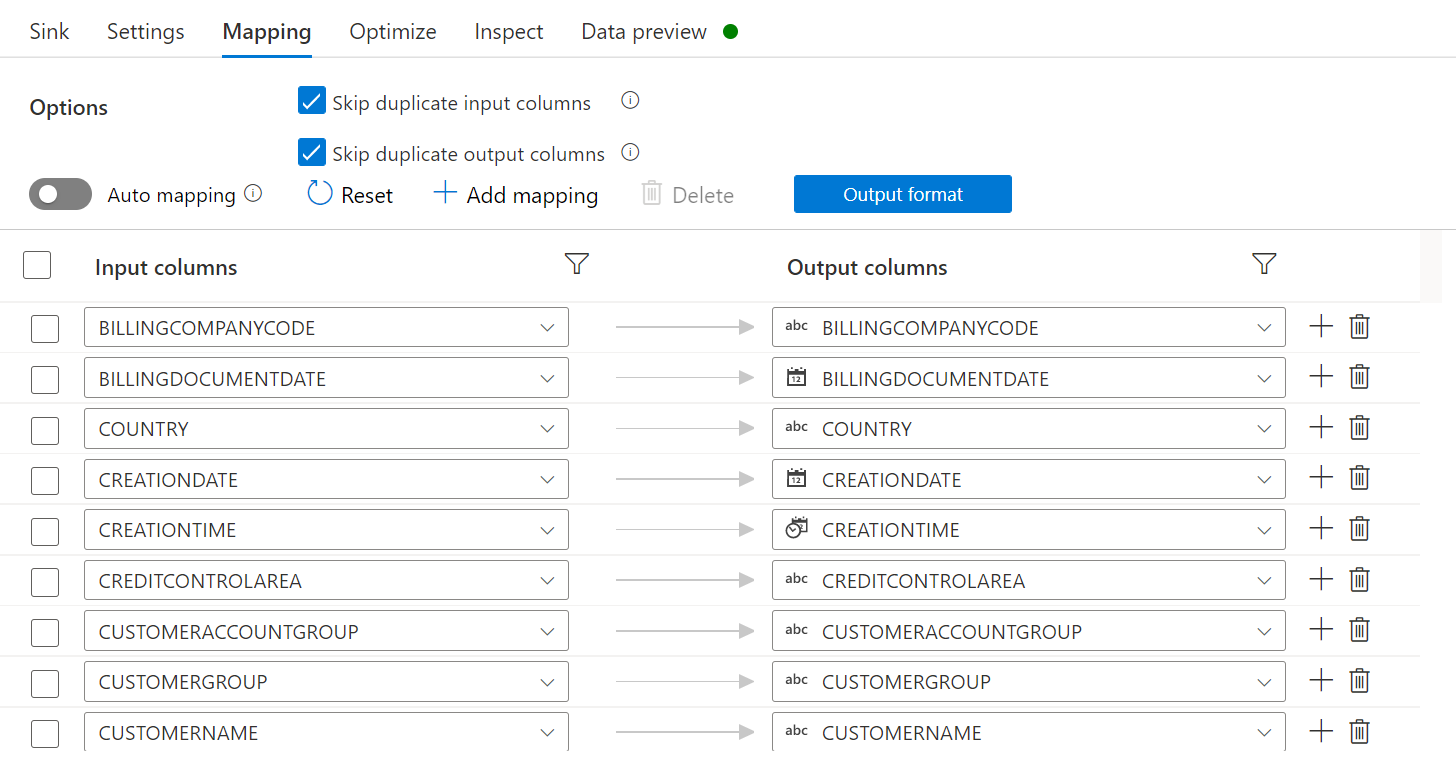 Sink Settings Mapping Optimize Inspect Data preview
Options
Skip duplicate input columns
Skip duplicate output columns
Auto mapping Reset Add mapping Delete Output format
Input columns Output columns
BILLINGCOMPANYCODE abc BILLINGCOMPANYCODE
BILLINGDOCUMENTDATE 12 BILLINGDOCUMENTDATE
COUNTRY abc COUNTRY
CREATIONDATE 12 CREATIONDATE
CREATIONTIME CREATIONTIME
CREDITCONTROLAREA abc CREDITCONTROLAREA
CUSTOMERACCOUNTGROUP abc CUSTOMERACCOUNTGROUP
CUSTOMERGROUP abc CUSTOMERGROUP
CUSTOMERNAME abc CUSTOMERNAME